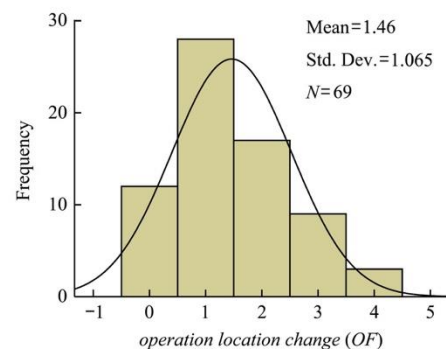 Mean=1.46
Std. Dev.=1.065
N=69
30
20
10
0
Frequency
−1 0 1 2 3 4 5
operation location change (OF)